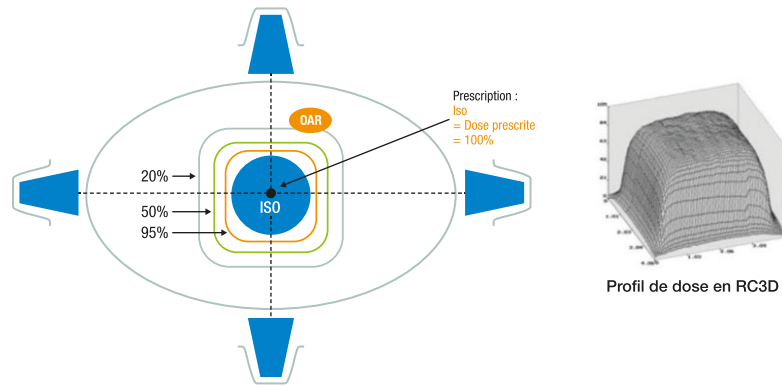 OAR
Prescription :
Iso
= Dose prescrite
= 100%
20%
50%
95%
ISO
Profil de dose en RC3D